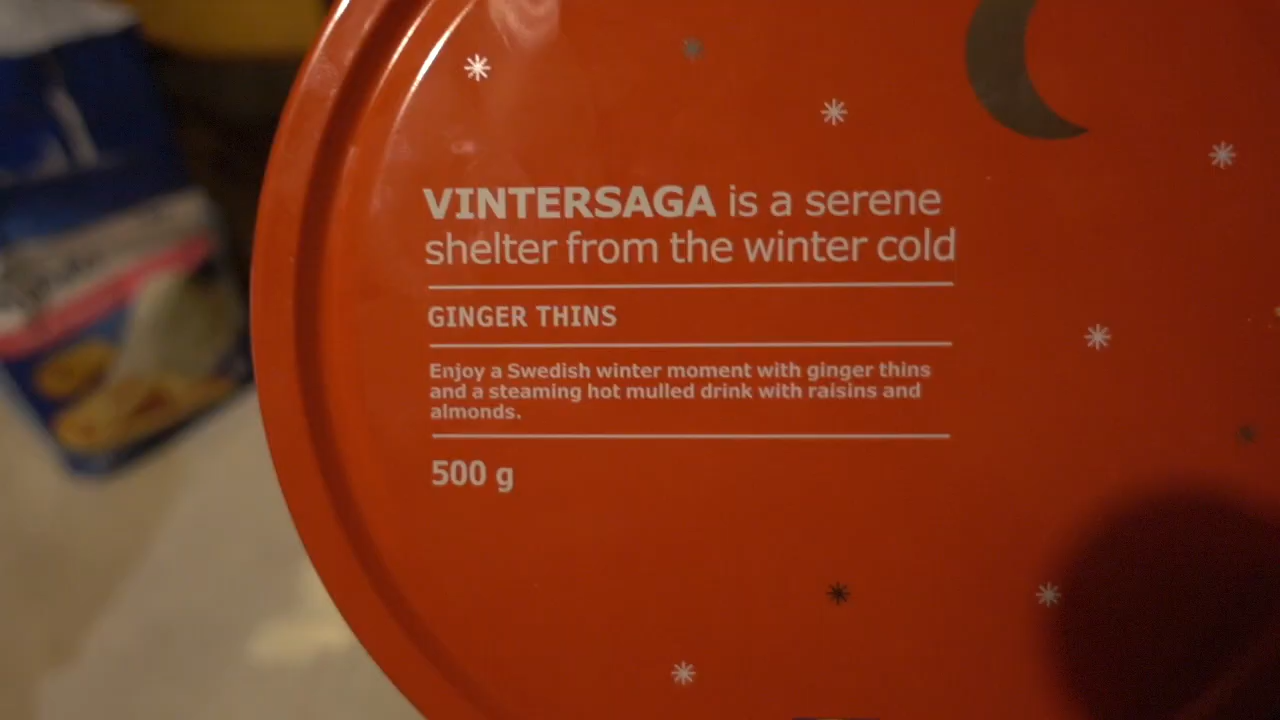 VINTERSAGA is a serene
shelter from the winter cold
GINGER THINS
Enjoy a Swedish winter moment with ginger thins
and a steaming hot mulled drink with raisins and
almonds.
500 g